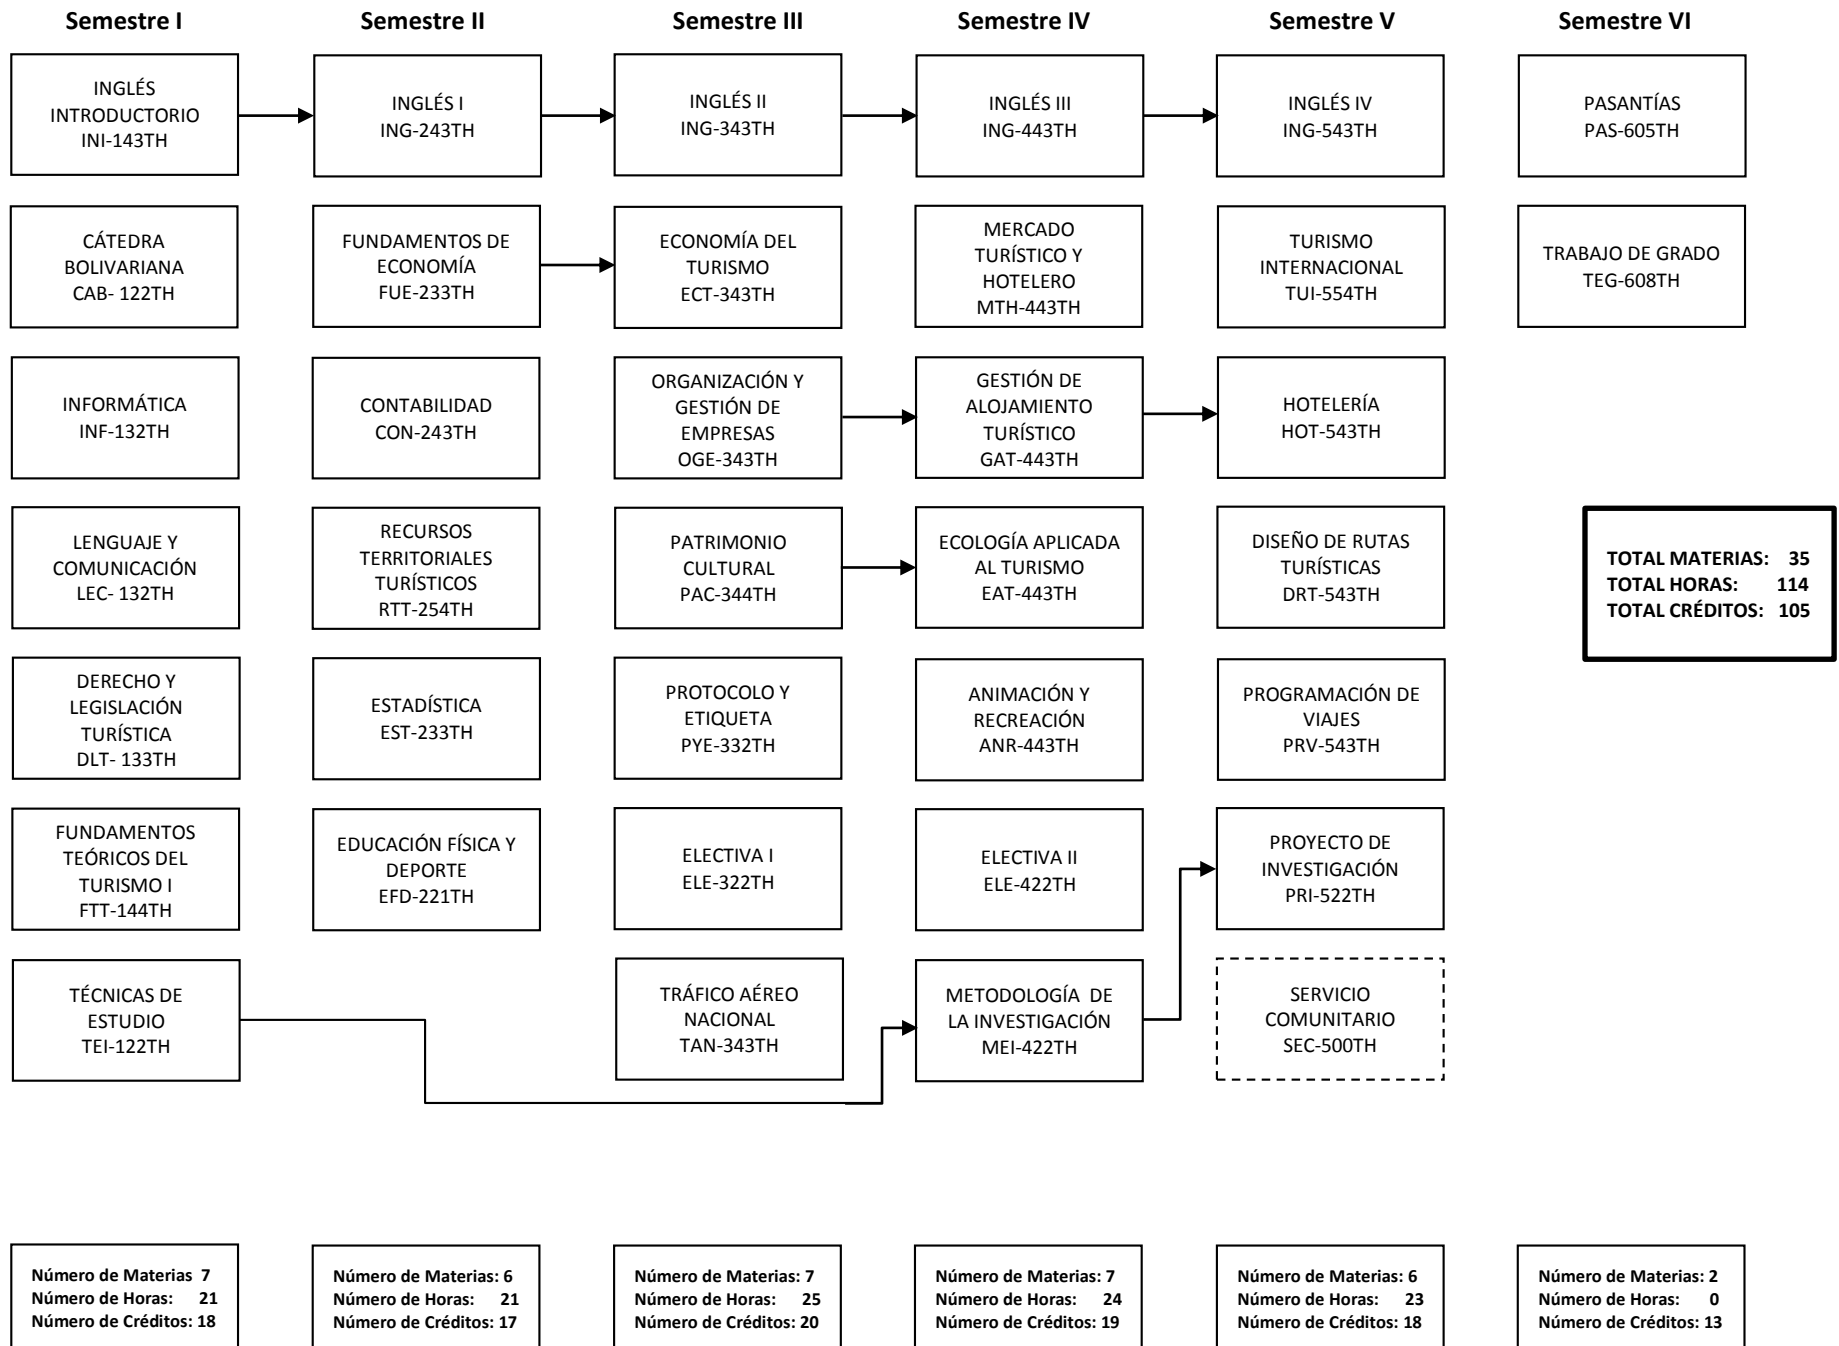 Semestre I
Semestre II
Semestre III
Semestre IV
Semestre V
Semestre VI
INGLÉS
INTRODUCTORIO
INI-143TH
INGLÉS I
ING-243TH
INGLÉS II
ING-343TH
INGLÉS III
ING-443TH
INGLÉS IV
ING-543TH
PASANTÍAS
PAS-605TH
CÁTEDRA
BOLIVARIANA
CAB- 122TH
FUNDAMENTOS DE
ECONOMÍA
FUE-233TH
ECONOMÍA DEL
TURISMO
ECT-343TH
MERCADO
TURÍSTICO Y
HOTELERO
MTH-443TH
TURISMO
INTERNACIONAL
TUI-554TH
TRABAJO DE GRADO
TEG-608TH
INFORMÁTICA
INF-132TH
CONTABILIDAD
CON-243TH
ORGANIZACIÓN Y
GESTIÓN DE
EMPRESAS
OGE-343TH
GESTIÓN DE
ALOJAMIENTO
TURÍSTICO
GAT-443TH
HOTELERÍA
HOT-543TH
LENGUAJE Y
COMUNICACIÓN
LEC- 132TH
RECURSOS
TERRITORIALES
TURÍSTICOS
RTT-254TH
PATRIMONIO
CULTURAL
PAC-344TH
ECOLOGÍA APLICADA
AL TURISMO
EAT-443TH
DISEÑO DE RUTAS
TURÍSTICAS
DRT-543TH
TOTAL MATERIAS: 35
TOTAL HORAS: 114
TOTAL CRÉDITOS: 105
DERECHO Y
LEGISLACIÓN
TURÍSTICA
DLT- 133TH
ESTADÍSTICA
EST-233TH
PROTOCOLO Y
ETIQUETA
PYE-332TH
ANIMACIÓN Y
RECREACIÓN
ANR-443TH
PROGRAMACIÓN DE
VIAJES
PRV-543TH
FUNDAMENTOS
TEÓRICOS DEL
TURISMO I
FTT-144TH
EDUCACIÓN FÍSICA Y
DEPORTE
EFD-221TH
ELECTIVA I
ELE-322TH
ELECTIVA II
ELE-422TH
PROYECTO DE
INVESTIGACIÓN
PRI-522TH
TÉCNICAS DE
ESTUDIO
TEI-122TH
TRÁFICO AÉREO
NACIONAL
TAN-343TH
METODOLOGÍA DE
LA INVESTIGACIÓN
MEI-422TH
SERVICIO
COMUNITARIO
SEC-500TH
Número de Materias 7
Número de Horas: 21
Número de Créditos: 18
Número de Materias: 6
Número de Horas: 21
Número de Créditos: 17
Número de Materias: 7
Número de Horas: 25
Número de Créditos: 20
Número de Materias: 7
Número de Horas: 24
Número de Créditos: 19
Número de Materias: 6
Número de Horas: 23
Número de Créditos: 18
Número de Materias: 2
Número de Horas: 0
Número de Créditos: 13